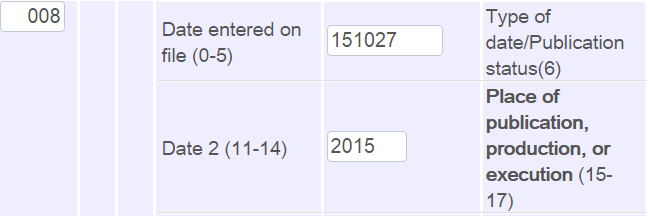 008
Date entered on
file (0-5)
151027
Type of
date/Publication
status(6)
Date 2 (11-14)
2015
Place of
publication,
production, or
execution (15-
17)